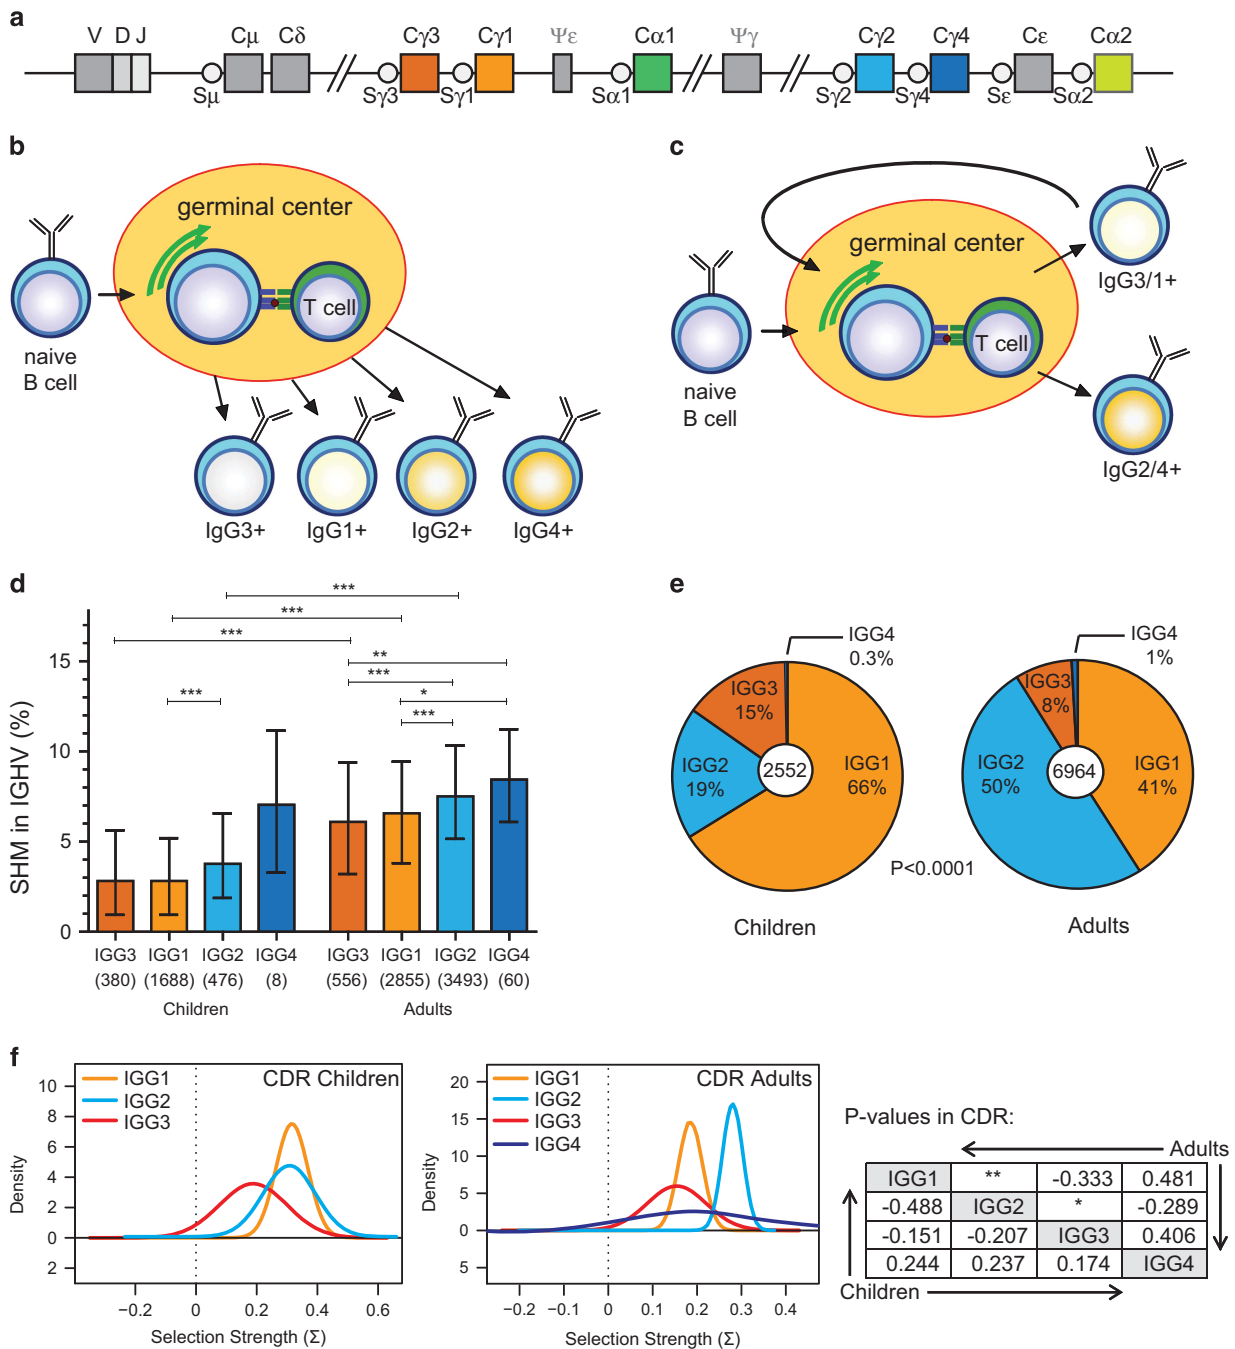 a
V D J Cμ Cδ Cγ3 Cγ1 Ψε Cα1 Ψγ Cγ2 Cγ4 Cε Cα2
Sμ Sγ3 Sγ1 Sα1 Sγ2 Sγ4 Sε Sα2
b
germinal center
T cell
naive
B cell
IgG3+ IgG1+ IgG2+ IgG4+
c
germinal center
T cell
naive
B cell
IgG3/1+
IgG2/4+
d
***
***
***
**
***
*** *
***
SHM in IGHV (%)
15
10
5
0
IGG3 IGG1 IGG2 IGG4 IGG3 IGG1 IGG2 IGG4
(380) (1688) (476) (8) (556) (2855) (3493) (60)
Children Adults
e
IGG4
0.3%
IGG3
15%
IGG2
19%
2552
IGG1
66%
Children
P<0.0001
IGG4
1%
IGG3
8%
IGG2
50%
6964
IGG1
41%
Adults
f
CDR Children
IGG1
IGG2
IGG3
Density
10
8
6
4
2
0
2
−0.2 0 0.2 0.4 0.6
Selection Strength (Σ)
CDR Adults
IGG1
IGG2
IGG3
IGG4
Density
20
15
10
5
0
5
−0.2 −0.1 0 0.1 0.2 0.3 0.4
Selection Strength (Σ)
P-values in CDR:
Adults
IGG1 ** -0.333 0.481
-0.488 IGG2 * -0.289
-0.151 -0.207 IGG3 0.406
0.244 0.237 0.174 IGG4
Children